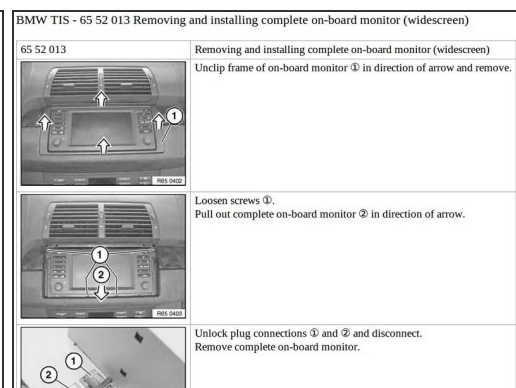 BMW TIS - 65 52 013 Removing and installing complete on-board monitor (widescreen)
65 52 013
Removing and installing complete on-board monitor (widescreen)
Unclip frame of on-board monitor ① in direction of arrow and remove.
1
R65 0402
Loosen screws ①.
Pull out complete on-board monitor ② in direction of arrow.
1
2
R65 0403
Unlock plug connections ① and ② and disconnect.
Remove complete on-board monitor.
1
2